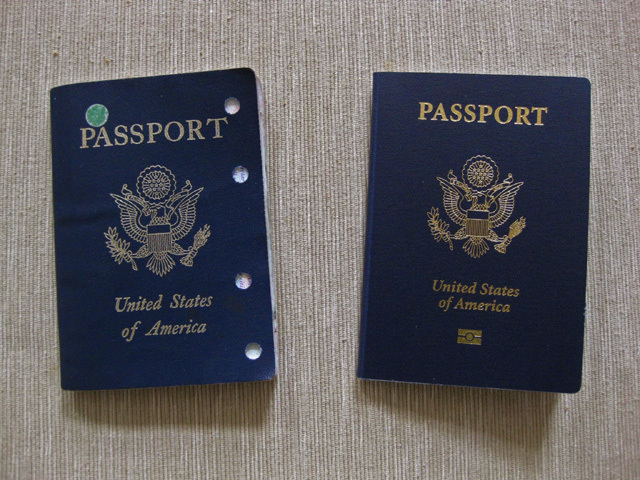 PASSPORT
United States
of America
PASSPORT
United States
of America